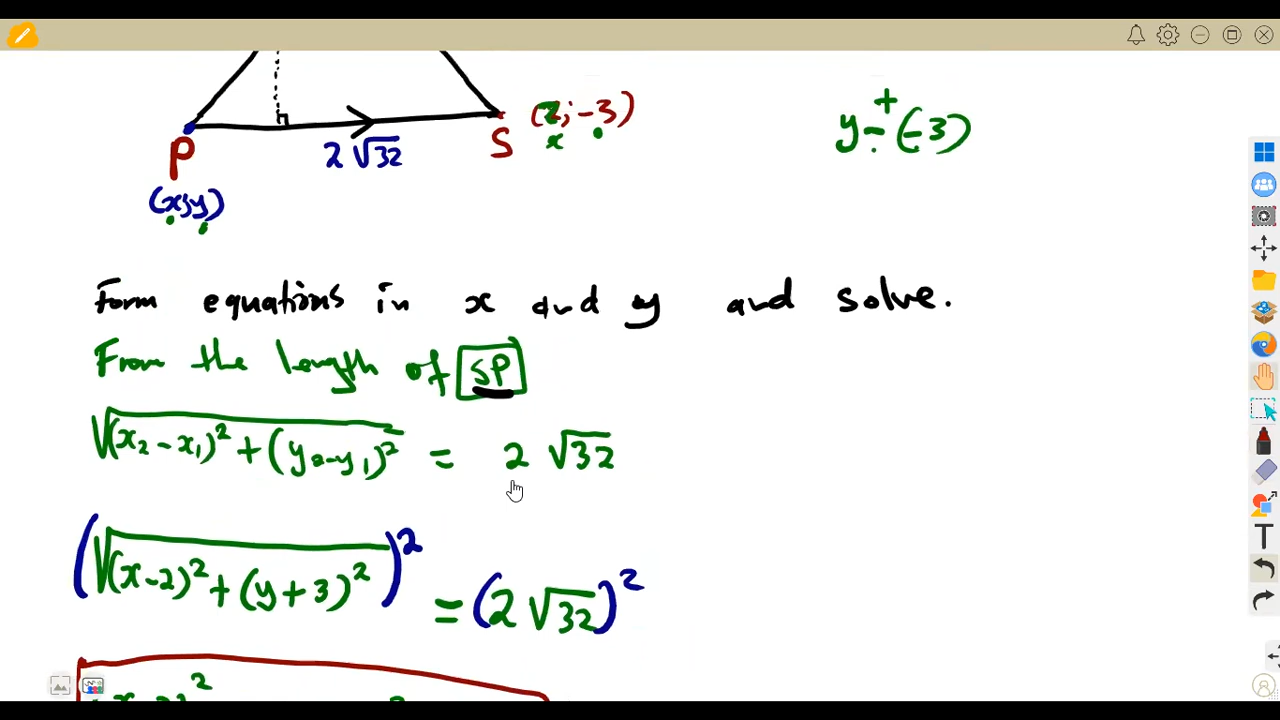 (2; -3)
x
y - (-3)
+
P
2 √32
S
(x;y)
Form equations in x and y and solve.
From the length of SP
√(x₂-x₁)² + (y₂-y₁)² = 2 √32
(√(x-2)² + (y+3)²)² = (2 √32)²